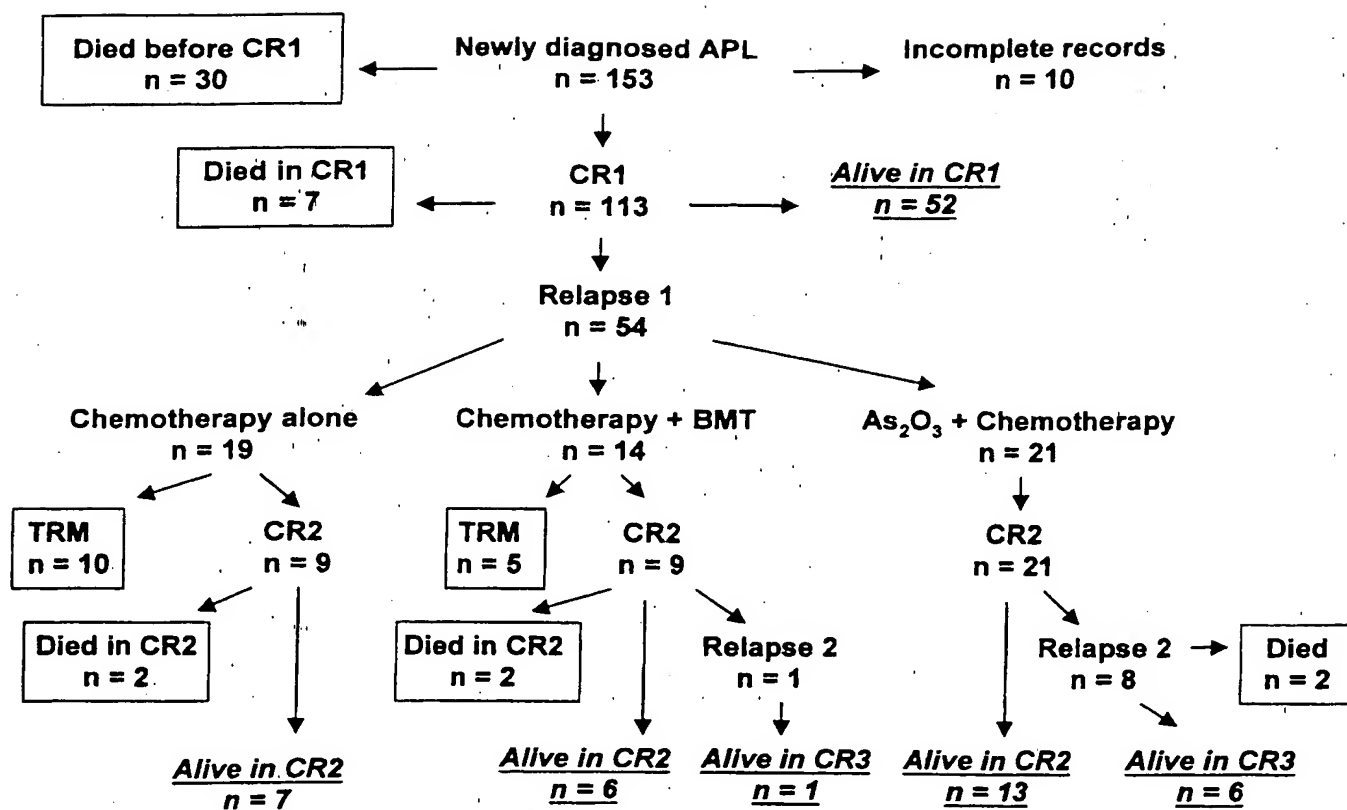 Died before CR1
n = 30
Newly diagnosed APL
n = 153
Incomplete records
n = 10
Died in CR1
n = 7
CR1
n = 113
Alive in CR1
n = 52
Relapse 1
n = 54
Chemotherapy alone
n = 19
Chemotherapy + BMT
n = 14
As₂O₃ + Chemotherapy
n = 21
TRM
n = 10
CR2
n = 9
TRM
n = 5
CR2
n = 9
CR2
n = 21
Died in CR2
n = 2
Died in CR2
n = 2
Relapse 2
n = 1
Relapse 2
n = 8
Died
n = 2
Alive in CR2
n = 7
Alive in CR2
n = 6
Alive in CR3
n = 1
Alive in CR2
n = 13
Alive in CR3
n = 6